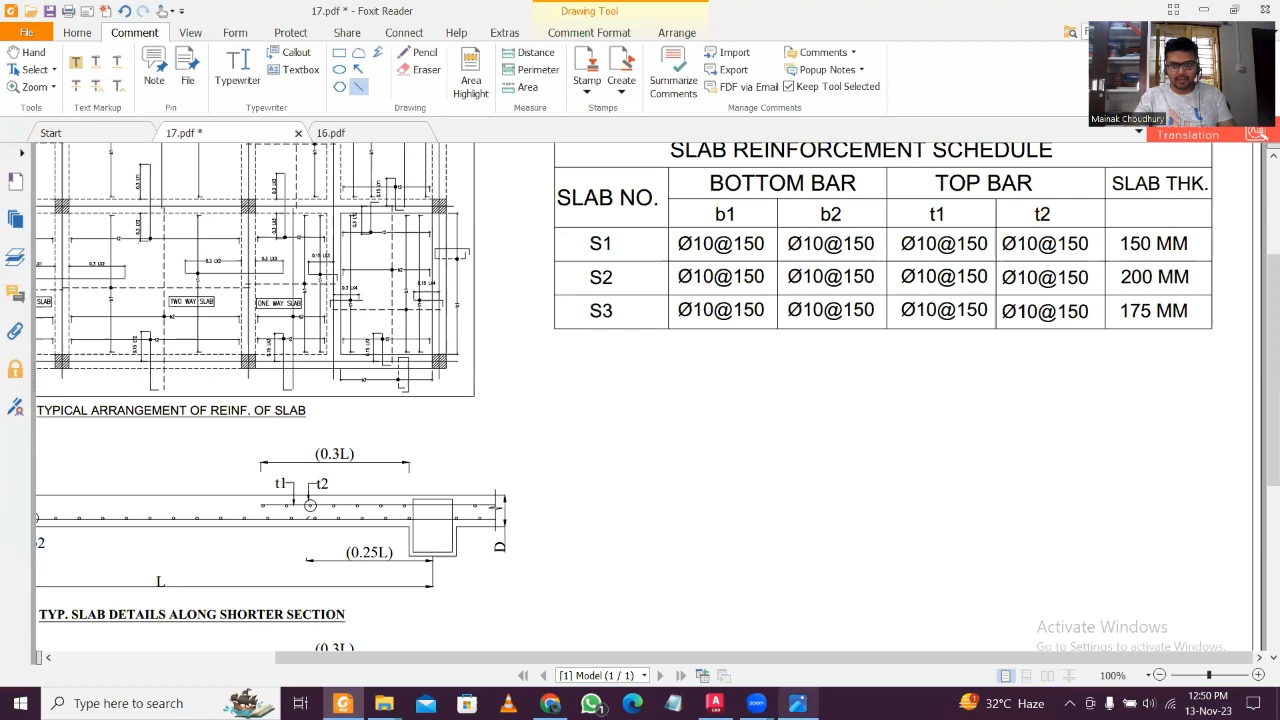 17.pdf * - Foxit Reader
Drawing Tool
File Home Comment View Form Protect Share Connect Help Extras Comment Format Arrange
Hand
Select
Zoom
Tools
Text Markup
Note
File
Pin
Typewriter
Callout
Textbox
Typewriter
Eraser
Drawing
Area Highlight
Distance
Perimeter
Area
Measure
Stamp
Create
Stamps
Summarize Comments
Import
Export
FDF via Email
Comments
Popup Notes
Keep Tool Selected
Manage Comments
Mainak Choudhury
Translation
Start 17.pdf * 16.pdf
SLAB REINFORCEMENT SCHEDULE
SLAB NO. BOTTOM BAR TOP BAR SLAB THK.
b1 b2 t1 t2
S1 Ø10@150 Ø10@150 Ø10@150 Ø10@150 150 MM
S2 Ø10@150 Ø10@150 Ø10@150 Ø10@150 200 MM
S3 Ø10@150 Ø10@150 Ø10@150 Ø10@150 175 MM
SLAB
TWO WAY SLAB
ONE WAY SLAB
TYPICAL ARRANGEMENT OF REINF. OF SLAB
(0.3L)
t1 t2
(0.25L)
D
L
TYP. SLAB DETAILS ALONG SHORTER SECTION
(0.3L)
Activate Windows
Go to Settings to activate Windows.
[1] Model (1 / 1)
100%
Type here to search
32°C Haze
12:50 PM
13-Nov-23